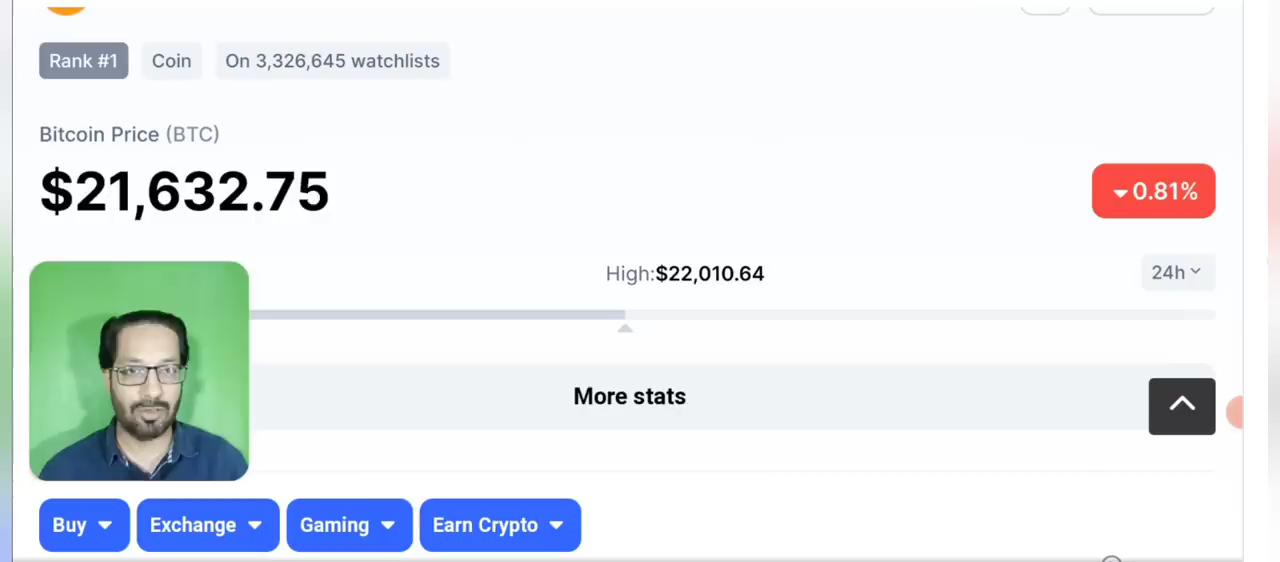 Rank #1 Coin On 3,326,645 watchlists
Bitcoin Price (BTC)
$21,632.75 0.81%
High:$22,010.64 24h
More stats
Buy Exchange Gaming Earn Crypto